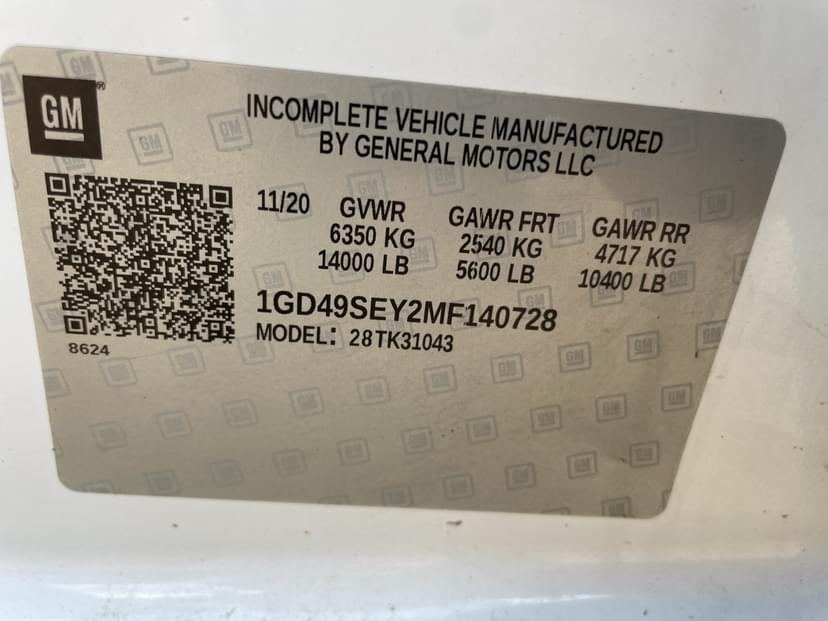 GM®
INCOMPLETE VEHICLE MANUFACTURED
BY GENERAL MOTORS LLC
11/20 GVWR GAWR FRT GAWR RR
6350 KG 2540 KG 4717 KG
14000 LB 5600 LB 10400 LB
1GD49SEY2MF140728
MODEL: 28TK31043
8624